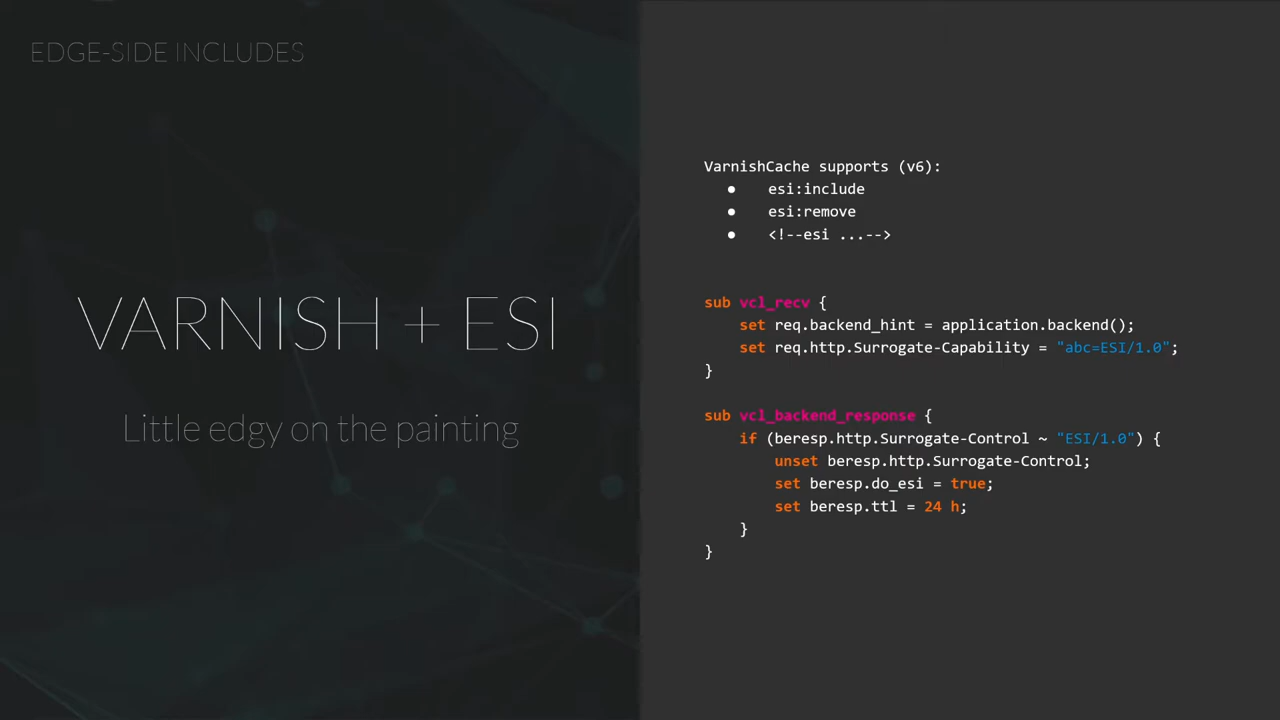 EDGE-SIDE INCLUDES
VARNISH + ESI
Little edgy on the painting
VarnishCache supports (v6):
● esi:include
● esi:remove
● <!--esi ...-->
sub vcl_recv {
    set req.backend_hint = application.backend();
    set req.http.Surrogate-Capability = "abc=ESI/1.0";
}
sub vcl_backend_response {
    if (beresp.http.Surrogate-Control ~ "ESI/1.0") {
        unset beresp.http.Surrogate-Control;
        set beresp.do_esi = true;
        set beresp.ttl = 24 h;
    }
}